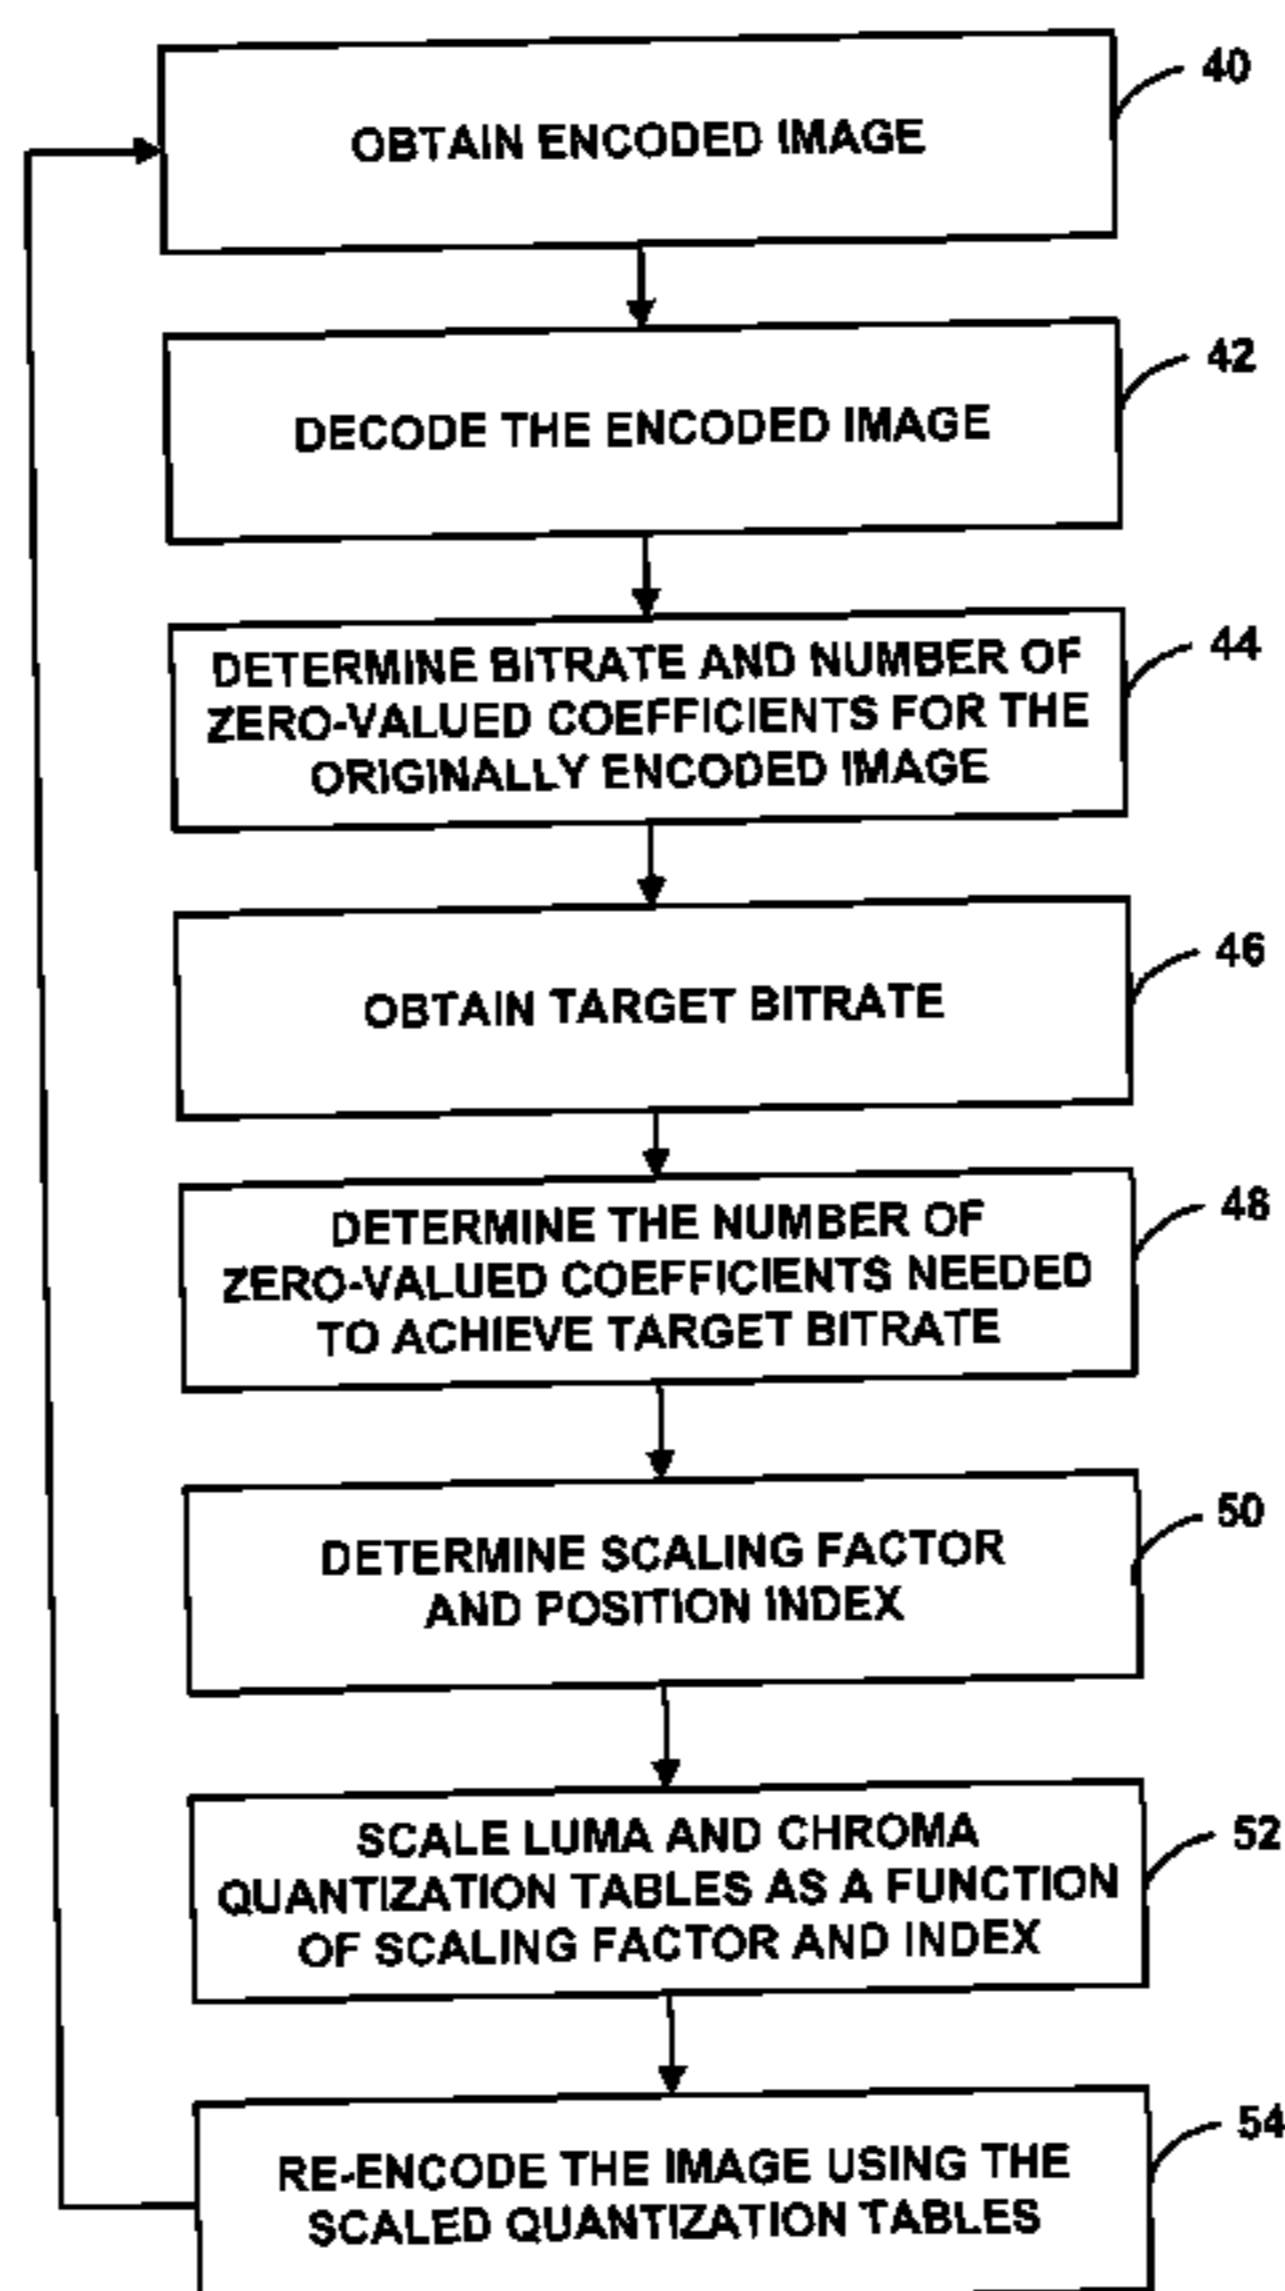 40
OBTAIN ENCODED IMAGE
42
DECODE THE ENCODED IMAGE
44
DETERMINE BITRATE AND NUMBER OF
ZERO-VALUED COEFFICIENTS FOR THE
ORIGINALLY ENCODED IMAGE
46
OBTAIN TARGET BITRATE
48
DETERMINE THE NUMBER OF
ZERO-VALUED COEFFICIENTS NEEDED
TO ACHIEVE TARGET BITRATE
50
DETERMINE SCALING FACTOR
AND POSITION INDEX
52
SCALE LUMA AND CHROMA
QUANTIZATION TABLES AS A FUNCTION
OF SCALING FACTOR AND INDEX
54
RE-ENCODE THE IMAGE USING THE
SCALED QUANTIZATION TABLES